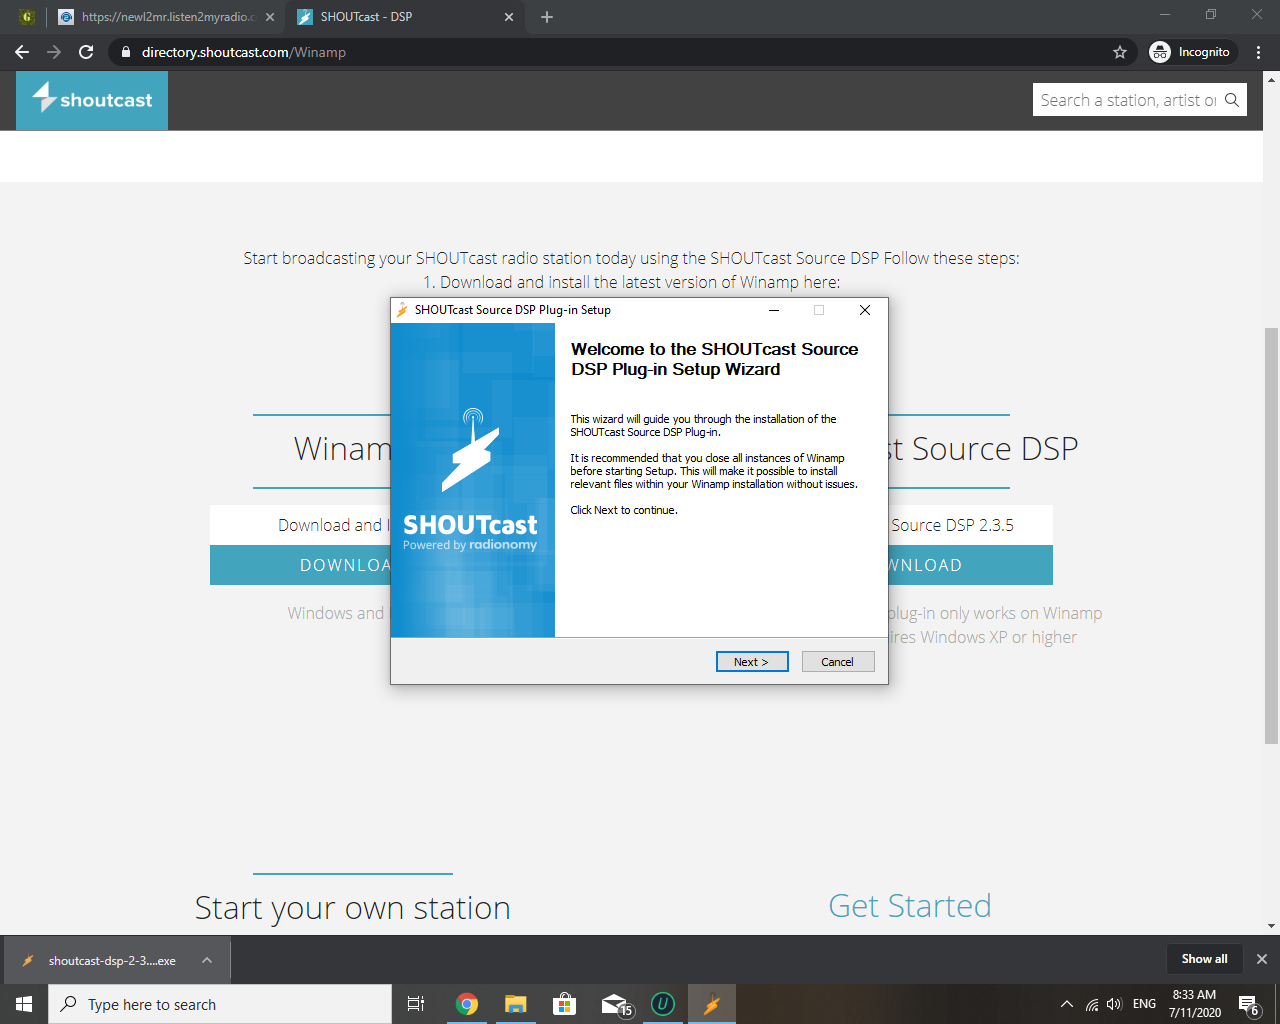 https://newl2mr.listen2myradio.c
SHOUTcast - DSP
directory.shoutcast.com/Winamp
Incognito
shoutcast
Search a station, artist or
Start broadcasting your SHOUTcast radio station today using the SHOUTcast Source DSP Follow these steps:
1. Download and install the latest version of Winamp here:
SHOUTcast Source DSP Plug-in Setup
Welcome to the SHOUTcast Source
DSP Plug-in Setup Wizard
This wizard will guide you through the installation of the
SHOUTcast Source DSP Plug-in.
It is recommended that you close all instances of Winamp
before starting Setup. This will make it possible to install
relevant files within your Winamp installation without issues.
Click Next to continue.
SHOUTcast
Powered by radionomy
Next >
Cancel
Winam
st Source DSP
Download and I
Source DSP 2.3.5
DOWNLOA
WNLOAD
Windows and
plug-in only works on Winamp
ires Windows XP or higher
Start your own station
Get Started
shoutcast-dsp-2-3....exe
Show all
Type here to search
15
U
ENG
8:33 AM
7/11/2020
6